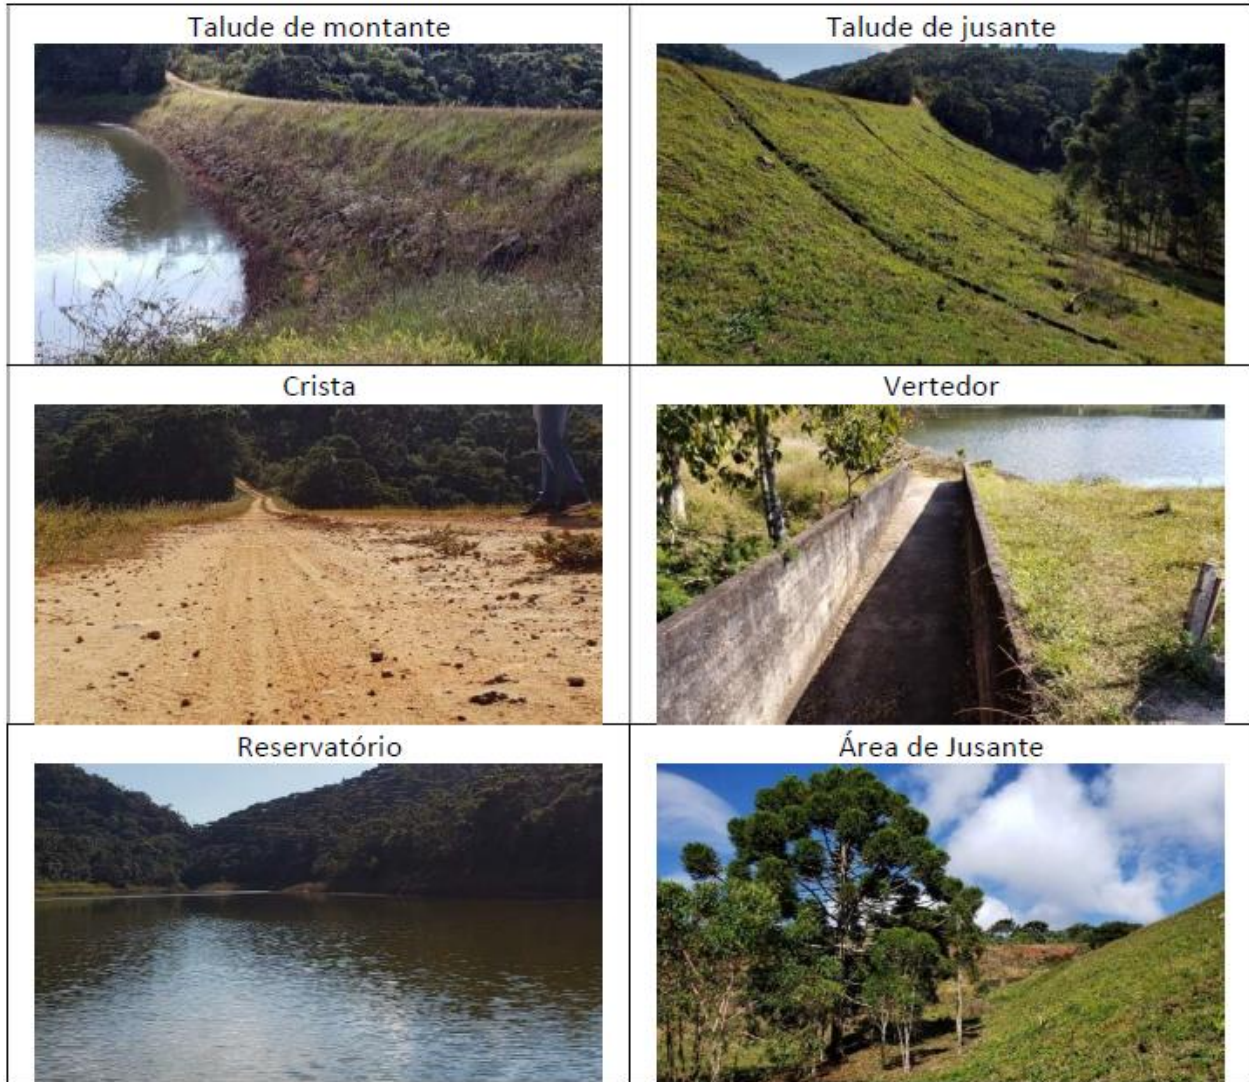 Talude de montante
Talude de jusante
Crista
Vertedor
Reservatório
Área de Jusante